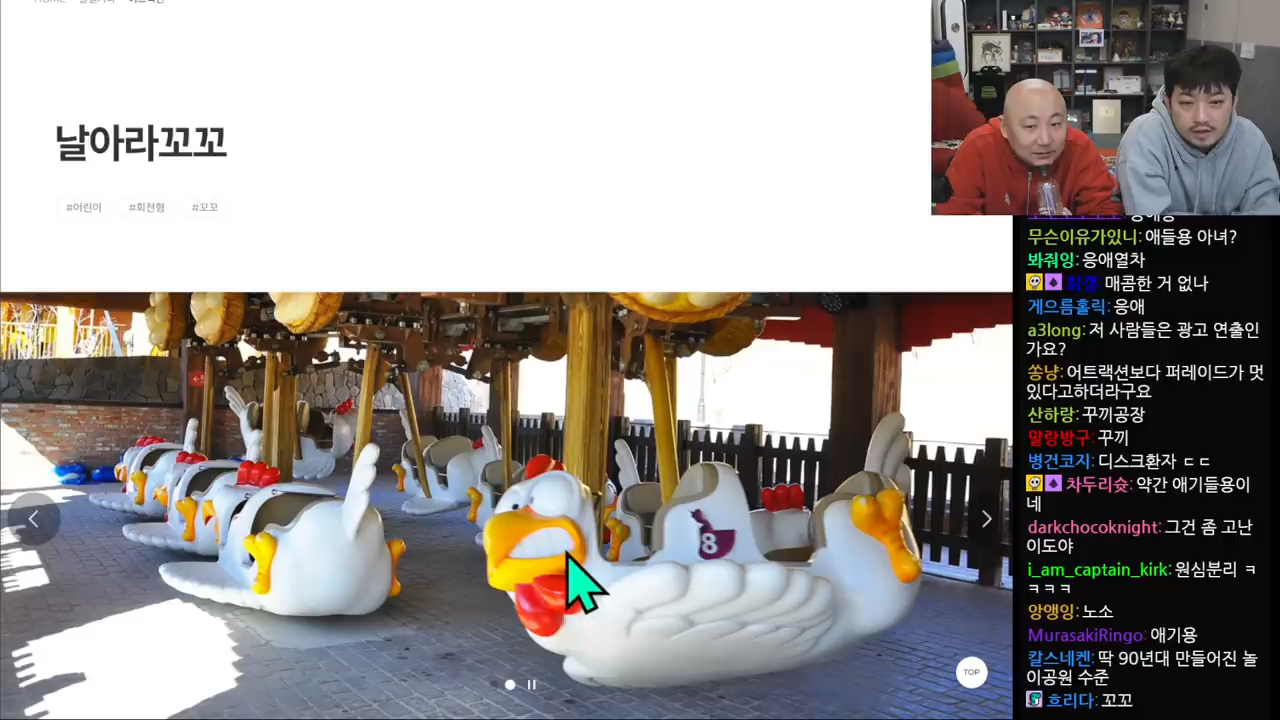 날아라꼬꼬
#어린이 #회전형 #꼬꼬
8
TOP
무슨이유가있니: 애들용 아녀?
봐줘잉: 응애열차
매콤한 거 없나
게으름홀릭: 응애
a3long: 저 사람들은 광고 연출인
가요?
쏭냥: 어트랙션보다 퍼레이드가 멋
있다고하더라구요
산하랑: 꾸끼공장
말랑방구: 꾸끼
병건코지: 디스크환자 ㄷㄷ
차두리슛: 약간 애기들용이
네
darkchocoknight: 그건 좀 고난
이도야
i_am_captain_kirk: 원심분리 ㅋ
ㅋㅋㅋㅋ
앙앵잉: 노소
MurasakiRingo: 애기용
칼스네켄: 딱 90년대 만들어진 놀
이공원 수준
흐리다: 꼬꼬